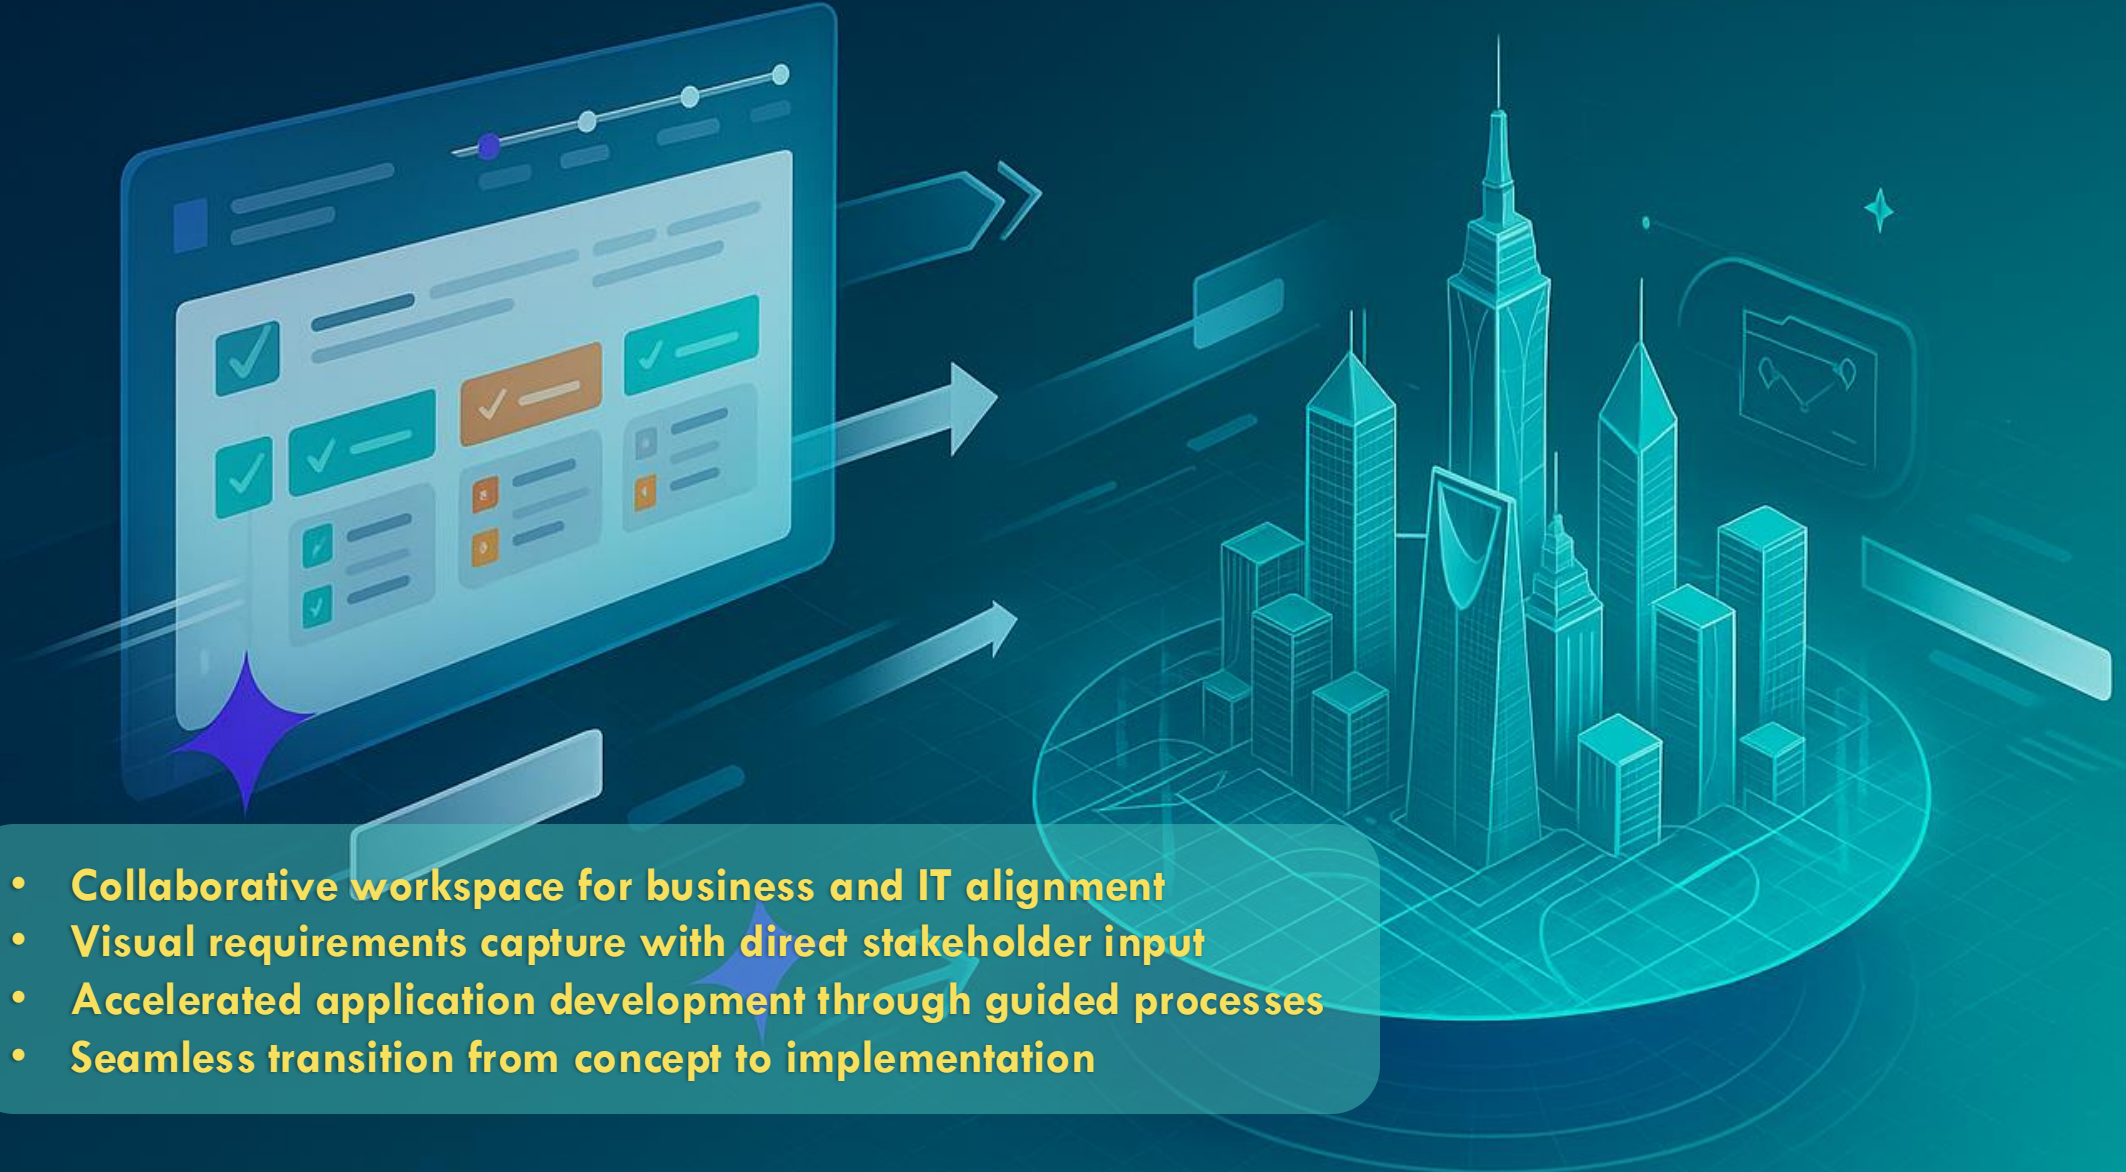 • Collaborative workspace for business and IT alignment
• Visual requirements capture with direct stakeholder input
• Accelerated application development through guided processes
• Seamless transition from concept to implementation